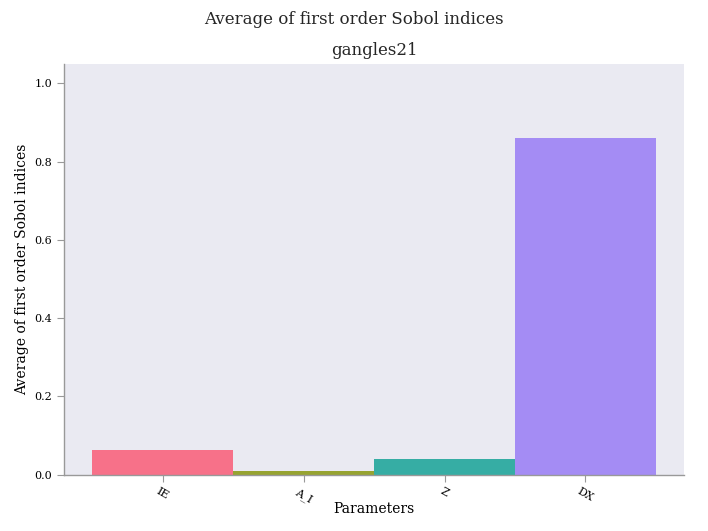 Average of first order Sobol indices
gangles21
Average of first order Sobol indices
1.0
0.8
0.6
0.4
0.2
0.0
IE
A_I
Z
DX
Parameters